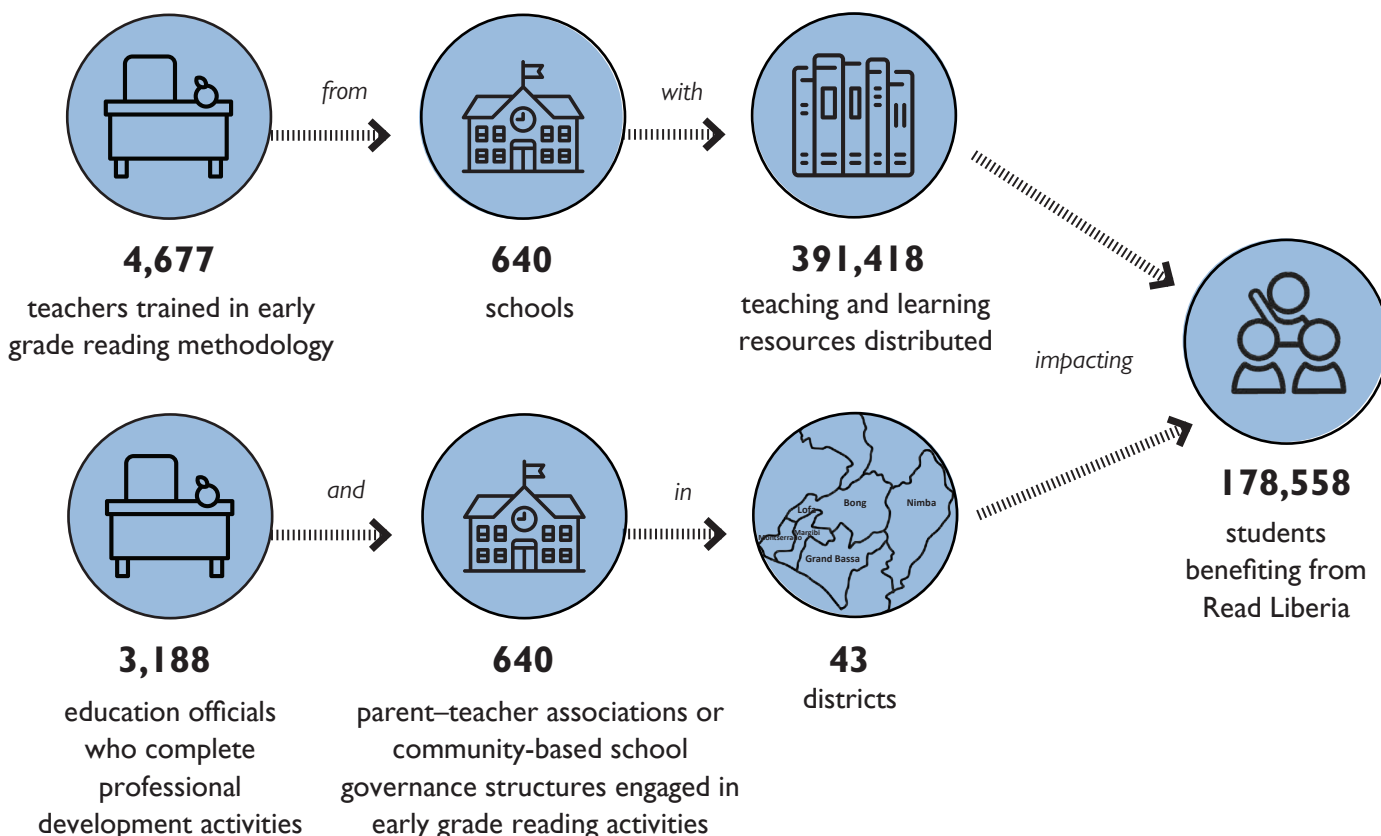 from
with
4,677
teachers trained in early
grade reading methodology
640
schools
391,418
teaching and learning
resources distributed
impacting
178,558
students
benefiting from
Read Liberia
and
in
Lofa
Bong
Nimba
Montserrado
Margibi
Grand Bassa
3,188
education officials
who complete
professional
development activities
640
parent–teacher associations or
community-based school
governance structures engaged in
early grade reading activities
43
districts